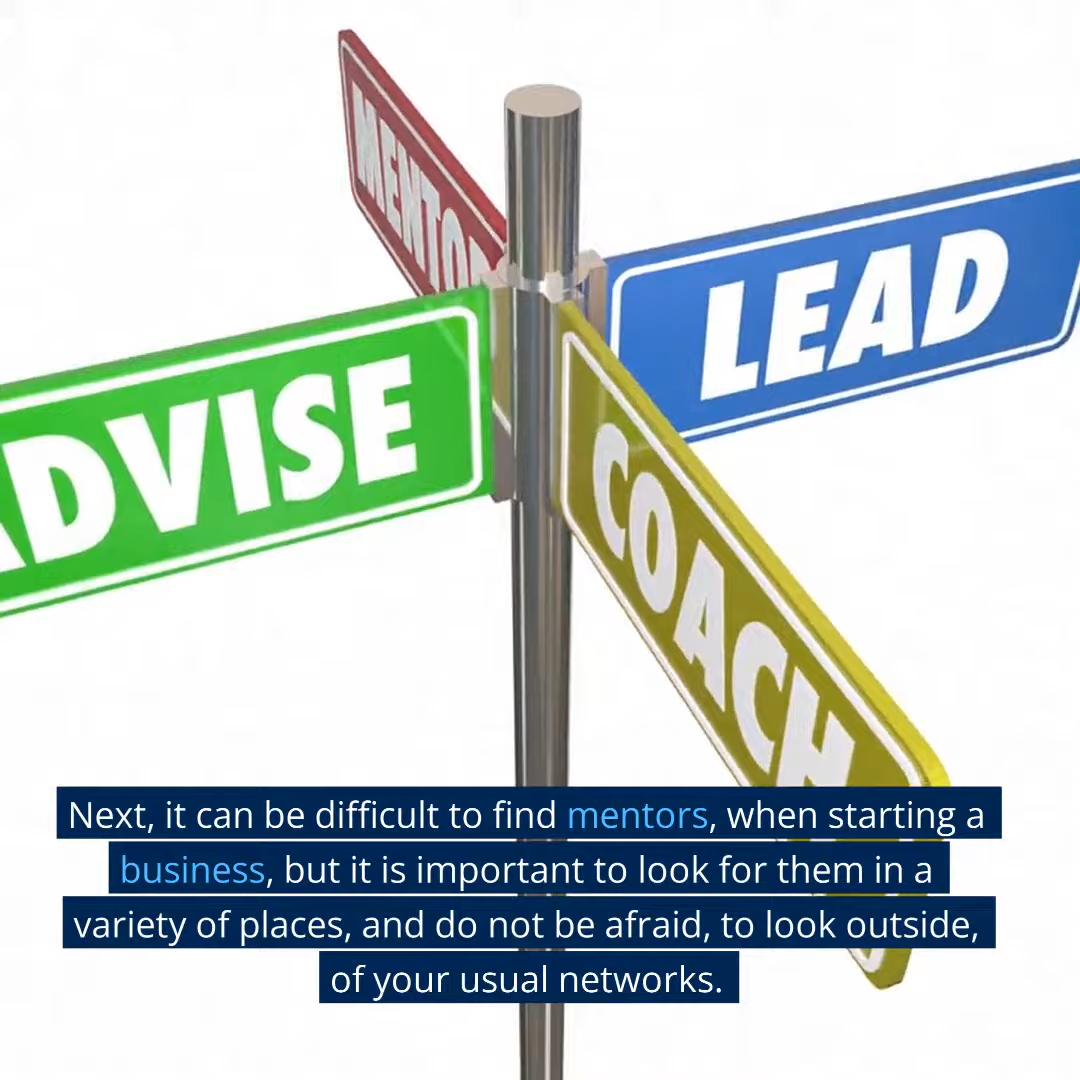 MENTOR
LEAD
ADVISE
COACH
Next, it can be difficult to find mentors, when starting a
business, but it is important to look for them in a
variety of places, and do not be afraid, to look outside,
of your usual networks.